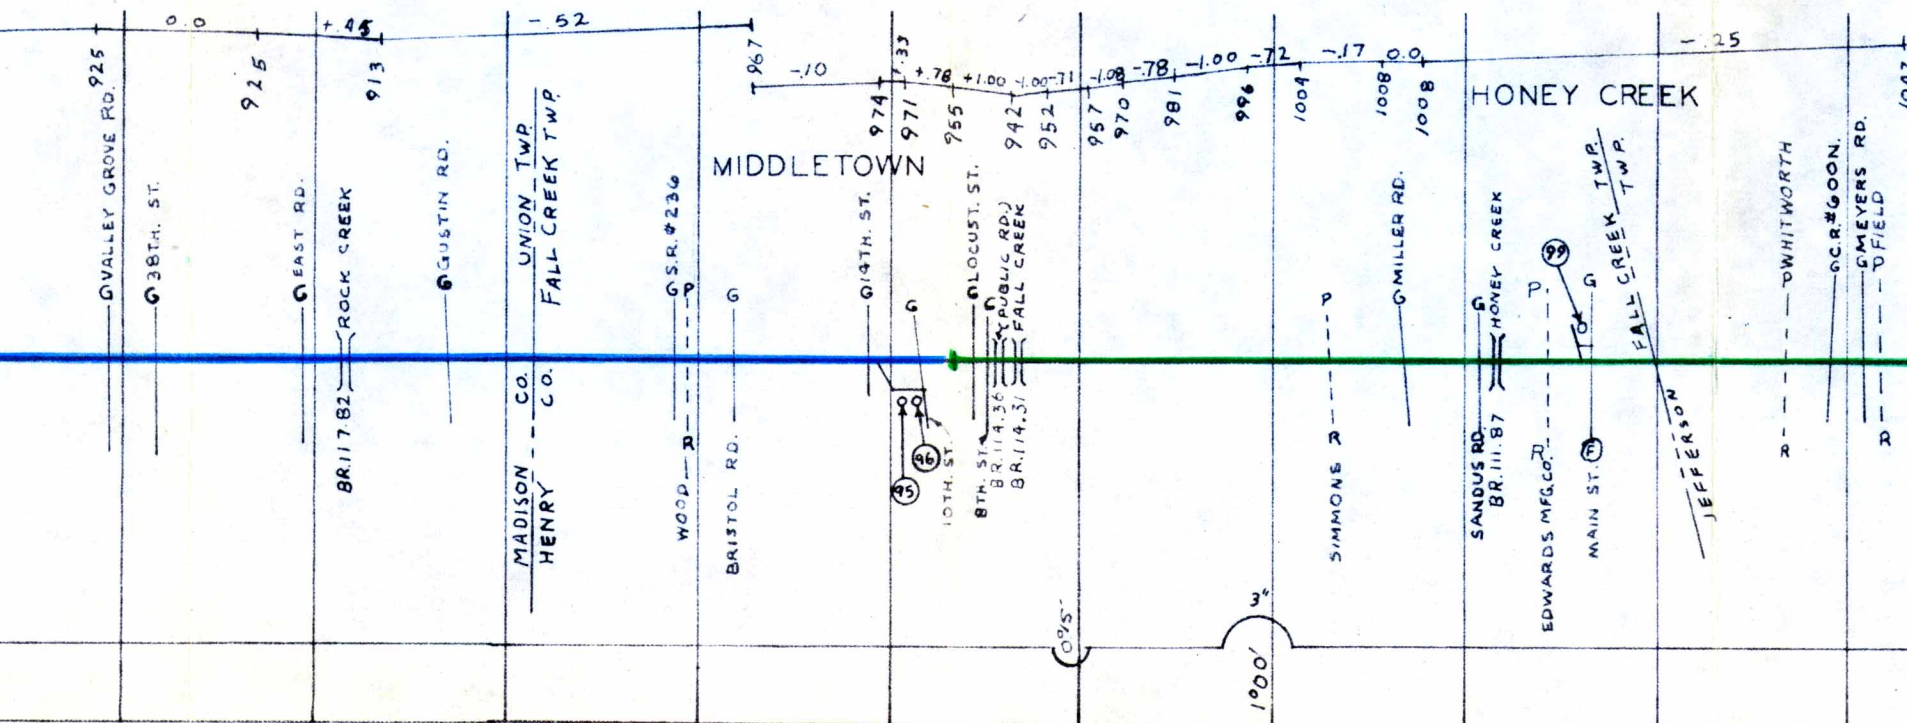 0.0
+.45
-.52
925
925
913
967
-.10
+.33
+.78
+1.00
-1.00
-.71
-1.08
-.78
-1.00
-.72
-.17
0.0
-.25
974
971
955
942
952
957
970
981
996
1004
1008
1008
MIDDLETOWN
HONEY CREEK
G VALLEY GROVE RD.
G 38TH. ST.
G EAST RD.
ROCK CREEK
BR.117.82
G GUSTIN RD.
UNION TWP.
FALL CREEK TWP.
MADISON CO.
HENRY CO.
G S.R.#236
P
WOOD R
G
BRISTOL RD.
G 14TH. ST.
G
10TH. ST.
95
96
G LOCUST. ST.
G
8TH. ST.
(PUBLIC RD.)
BR.114.36
FALL CREEK
BR.114.31
P
SIMMONS R
G MILLER RD.
G
SANDUS RD.
HONEY CREEK
BR.111.87
P
EDWARDS MFG.CO. R
99
G
MAIN ST. F
FALL CREEK TWP.
JEFFERSON TWP.
P WHITWORTH
R
G C.R.#600N.
G MEYERS RD.
P FIELD
R
0°15'
3"
1°00'